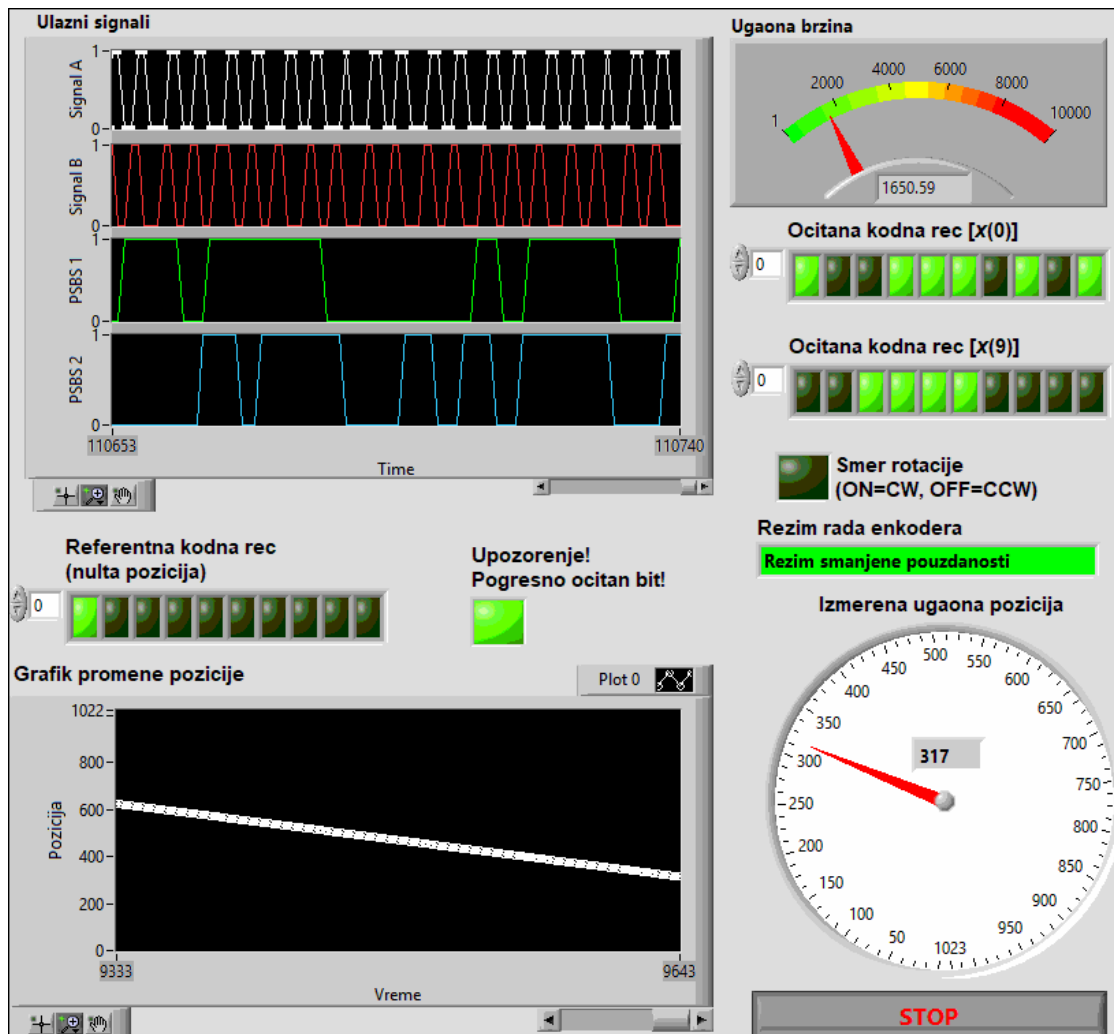 Ulazni signali
1
Signal A
0
1
Signal B
0
1
PSBS 1
0
1
PSBS 2
0
110653
110740
Time
Ugaona brzina
1
2000
4000
6000
8000
10000
1650.59
Ocitana kodna rec [x(0)]
0
Ocitana kodna rec [x(9)]
0
Smer rotacije
(ON=CW, OFF=CCW)
Rezim rada enkodera
Rezim smanjene pouzdanosti
Referentna kodna rec
(nulta pozicija)
0
Upozorenje!
Pogresno ocitan bit!
Izmerena ugaona pozicija
50
100
150
200
250
300
350
400
450
500
550
600
650
700
750
800
850
900
950
1023
317
Grafik promene pozicije
Plot 0
1022
800
600
400
200
0
Pozicija
9333
9643
Vreme
STOP